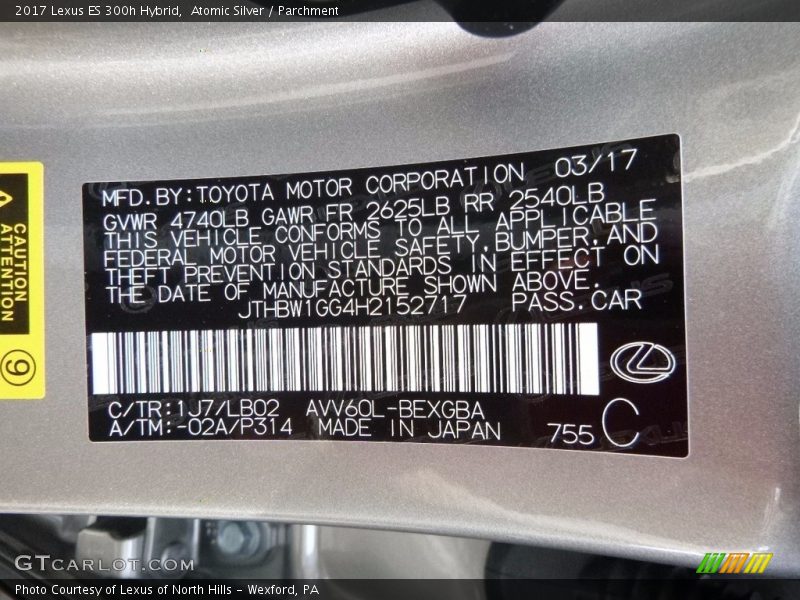 2017 Lexus ES 300h Hybrid, Atomic Silver / Parchment
MFD.BY:TOYOTA MOTOR CORPORATION 03/17
GVWR 4740LB GAWR FR 2625LB RR 2540LB
THIS VEHICLE CONFORMS TO ALL APPLICABLE
FEDERAL MOTOR VEHICLE SAFETY,BUMPER,AND
THEFT PREVENTION STANDARDS IN EFFECT ON
THE DATE OF MANUFACTURE SHOWN ABOVE.
JTHBW1GG4H2152717 PASS.CAR
C/TR:1J7/LB02 AVV60L-BEXGBA
A/TM:-02A/P314 MADE IN JAPAN 755 C
CAUTION
ATTENTION
9
GTCARLOT.COM
Photo Courtesy of Lexus of North Hills - Wexford, PA